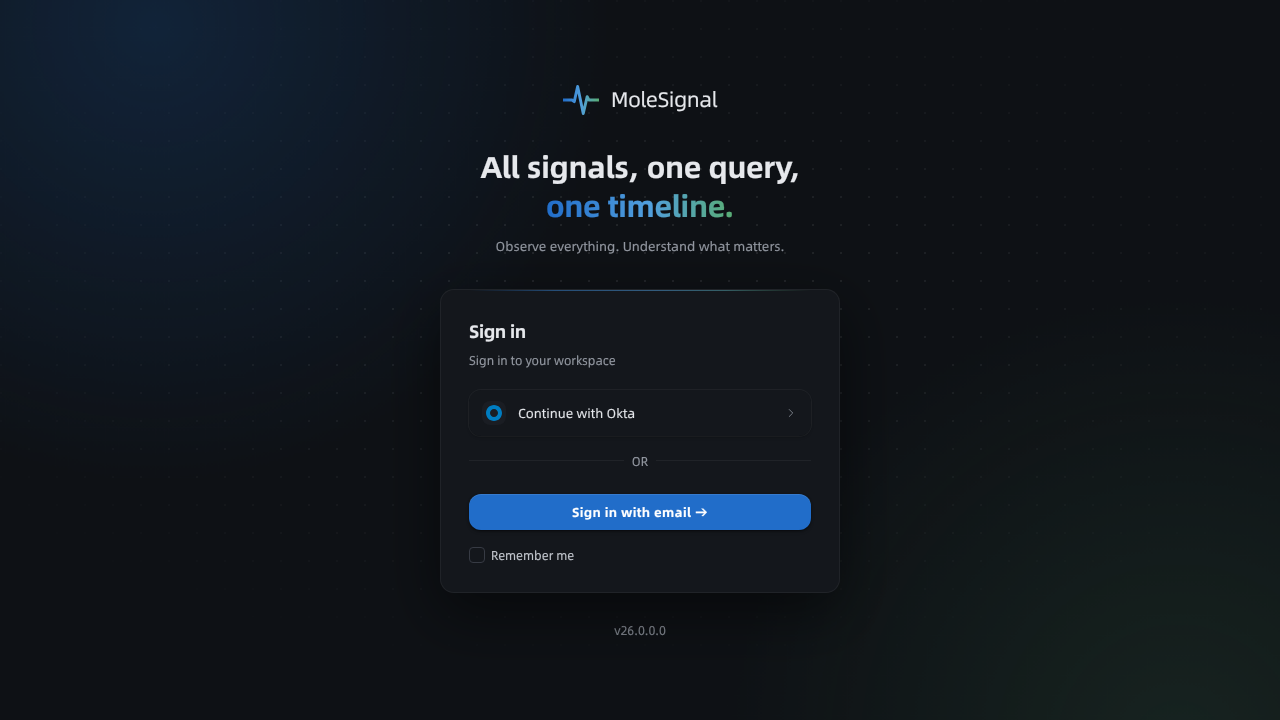 MoleSignal
All signals, one query,
one timeline.
Observe everything. Understand what matters.
Sign in
Sign in to your workspace
Continue with Okta
OR
Sign in with email →
Remember me
v26.0.0.0